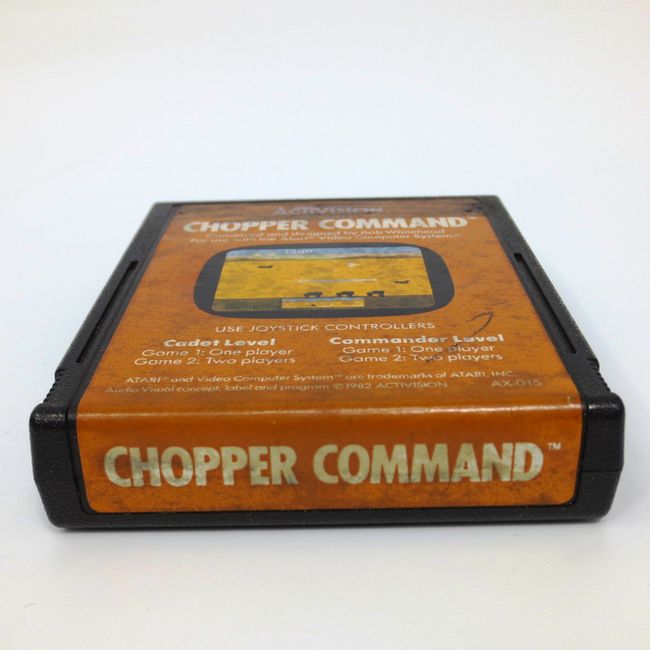 ACTIVISION
CHOPPER COMMAND™
Conceived and designed by Bob Whitehead
For use with the Atari® Video Computer System.™
USE JOYSTICK CONTROLLERS
Cadet Level
Game 1: One player
Game 2: Two players
Commander Level
Game 1: One player
Game 2: Two players
ATARI® and Video Computer System™ are trademarks of ATARI, INC.
Audio Visual concept, label and program ©1982 ACTIVISION
AX-015
CHOPPER COMMAND™